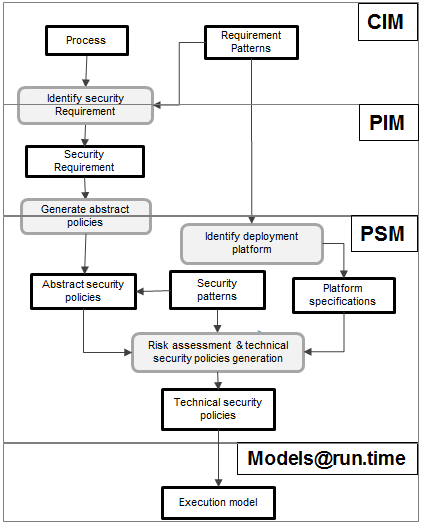 CIM
Process
Requirement
Patterns
Identify security
Requirement
PIM
Security
Requirement
Generate abstract
policies
PSM
Identify deployment
platform
Abstract security
policies
Security
patterns
Platform
specifications
Risk assessment & technical
security policies generation
Technical security
policies
Models@run.time
Execution model